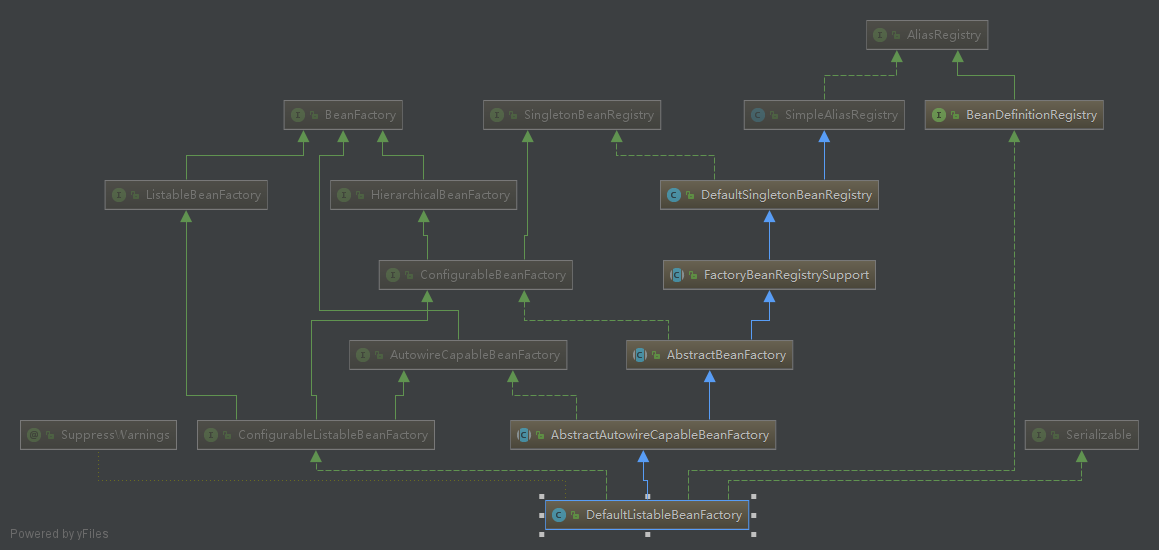 AliasRegistry
BeanFactory
SingletonBeanRegistry
SimpleAliasRegistry
BeanDefinitionRegistry
ListableBeanFactory
HierarchicalBeanFactory
DefaultSingletonBeanRegistry
ConfigurableBeanFactory
FactoryBeanRegistrySupport
AutowireCapableBeanFactory
AbstractBeanFactory
SuppressWarnings
ConfigurableListableBeanFactory
AbstractAutowireCapableBeanFactory
Serializable
DefaultListableBeanFactory
Powered by yFiles